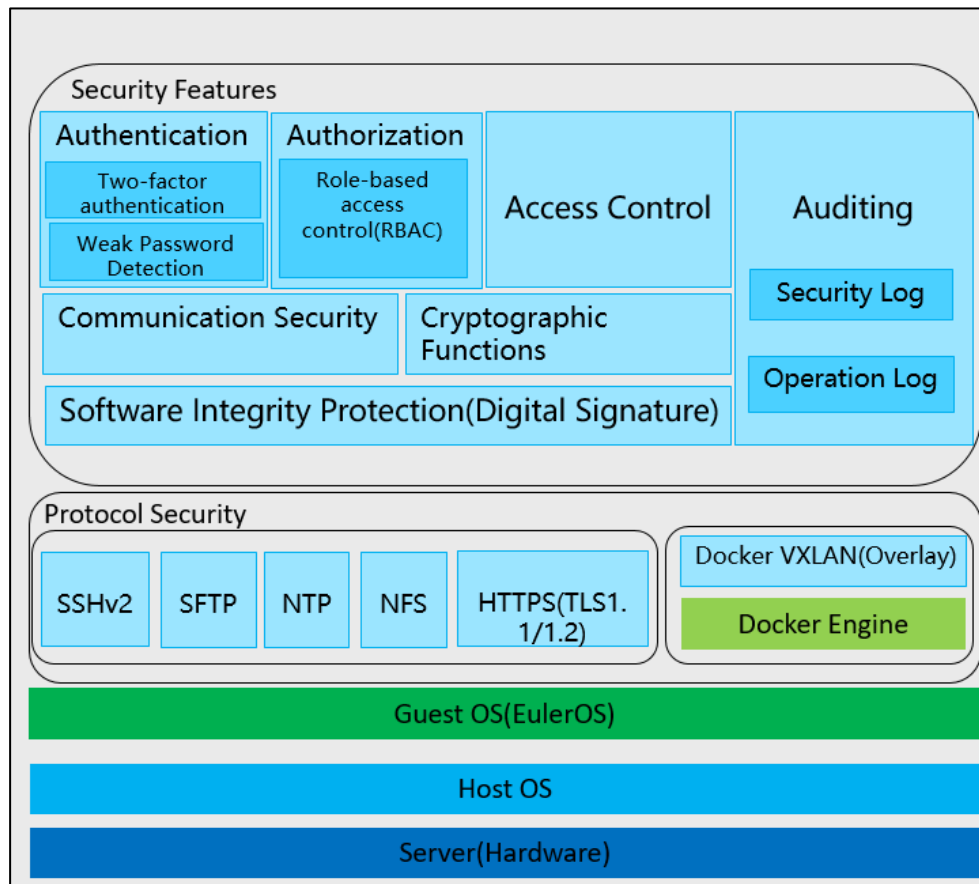 Security Features
Authentication
Two-factor
authentication
Weak Password
Detection
Authorization
Role-based
access
control(RBAC)
Access Control
Auditing
Security Log
Operation Log
Communication Security
Cryptographic
Functions
Software Integrity Protection(Digital Signature)
Protocol Security
SSHv2
SFTP
NTP
NFS
HTTPS(TLS1.
1/1.2)
Docker VXLAN(Overlay)
Docker Engine
Guest OS(EulerOS)
Host OS
Server(Hardware)